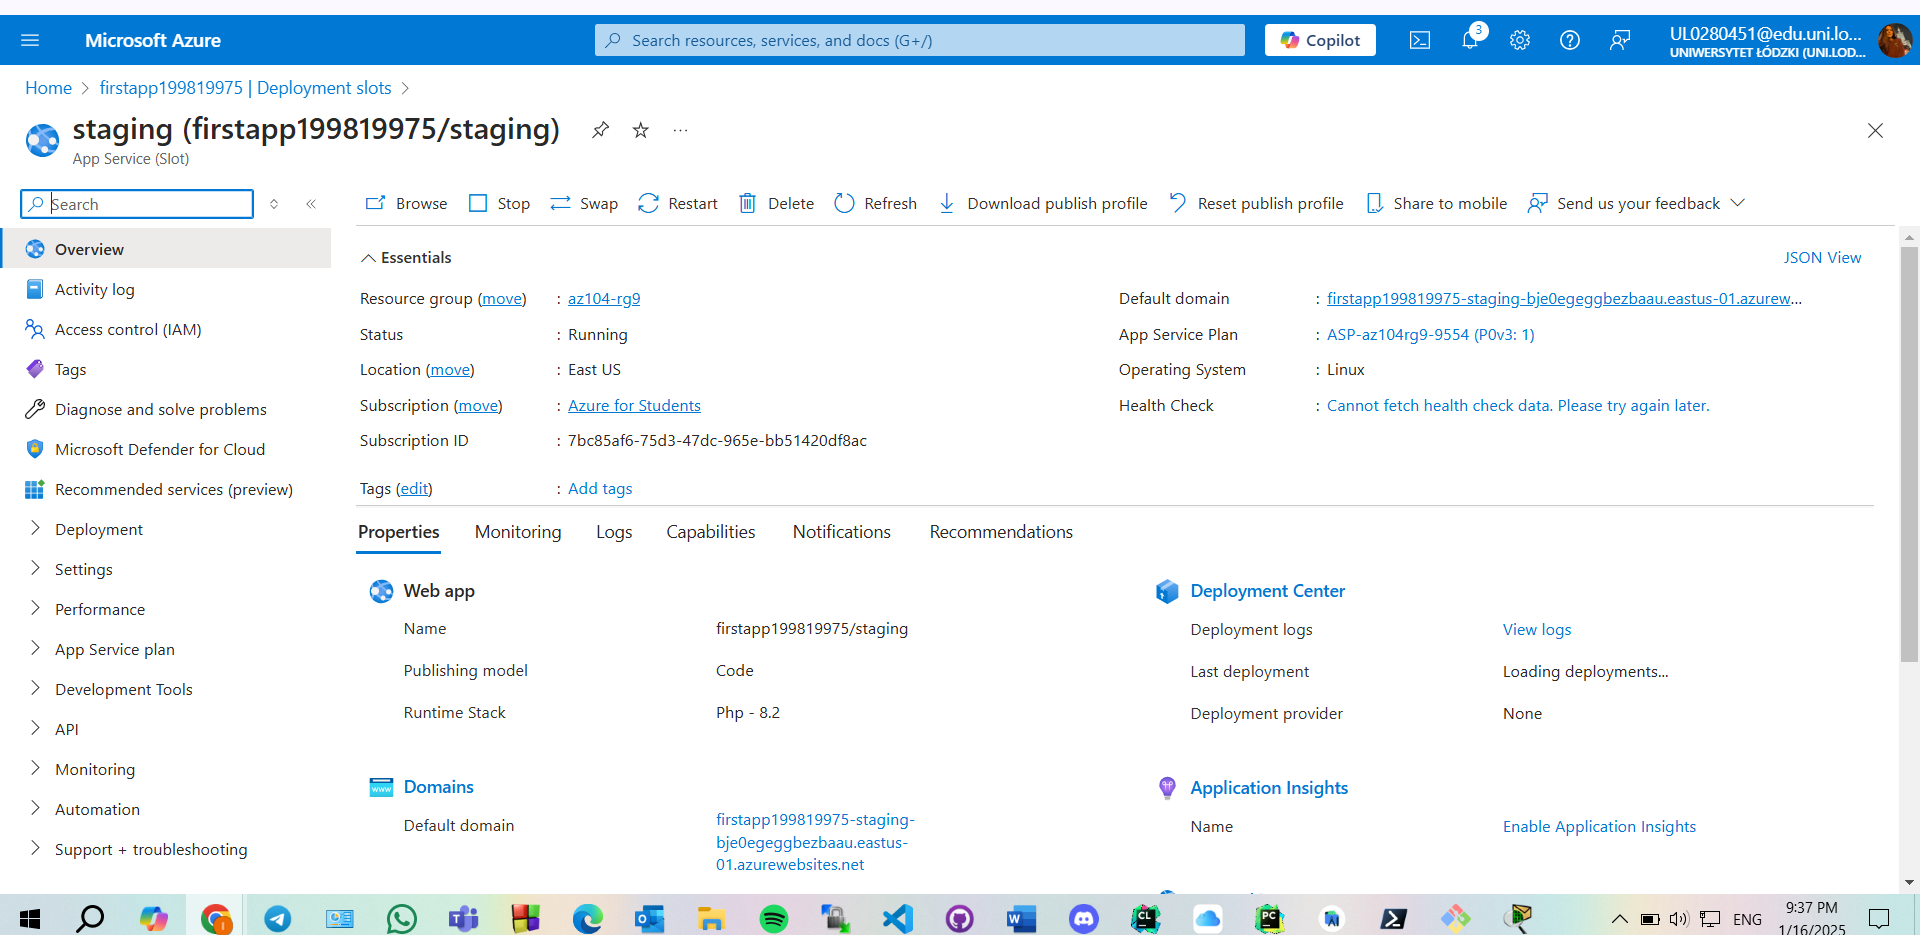 Microsoft Azure
Search resources, services, and docs (G+/)
Copilot
3
UL0280451@edu.uni.lo...
UNIWERSYTET ŁÓDZKI (UNI.LOD...
Home > firstapp199819975 | Deployment slots >
staging (firstapp199819975/staging)
App Service (Slot)
Search
Browse Stop Swap Restart Delete Refresh Download publish profile Reset publish profile Share to mobile Send us your feedback
Overview
Activity log
Access control (IAM)
Tags
Diagnose and solve problems
Microsoft Defender for Cloud
Recommended services (preview)
Deployment
Settings
Performance
App Service plan
Development Tools
API
Monitoring
Automation
Support + troubleshooting
Essentials
JSON View
Resource group (move) : az104-rg9
Status : Running
Location (move) : East US
Subscription (move) : Azure for Students
Subscription ID : 7bc85af6-75d3-47dc-965e-bb51420df8ac
Tags (edit) : Add tags
Default domain : firstapp199819975-staging-bje0egeggbezbaau.eastus-01.azurew...
App Service Plan : ASP-az104rg9-9554 (P0v3: 1)
Operating System : Linux
Health Check : Cannot fetch health check data. Please try again later.
Properties Monitoring Logs Capabilities Notifications Recommendations
Web app
Name firstapp199819975/staging
Publishing model Code
Runtime Stack Php - 8.2
Domains
Default domain firstapp199819975-staging-
bje0egeggbezbaau.eastus-
01.azurewebsites.net
Deployment Center
Deployment logs View logs
Last deployment Loading deployments...
Deployment provider None
Application Insights
Name Enable Application Insights
ENG
9:37 PM
1/16/2025